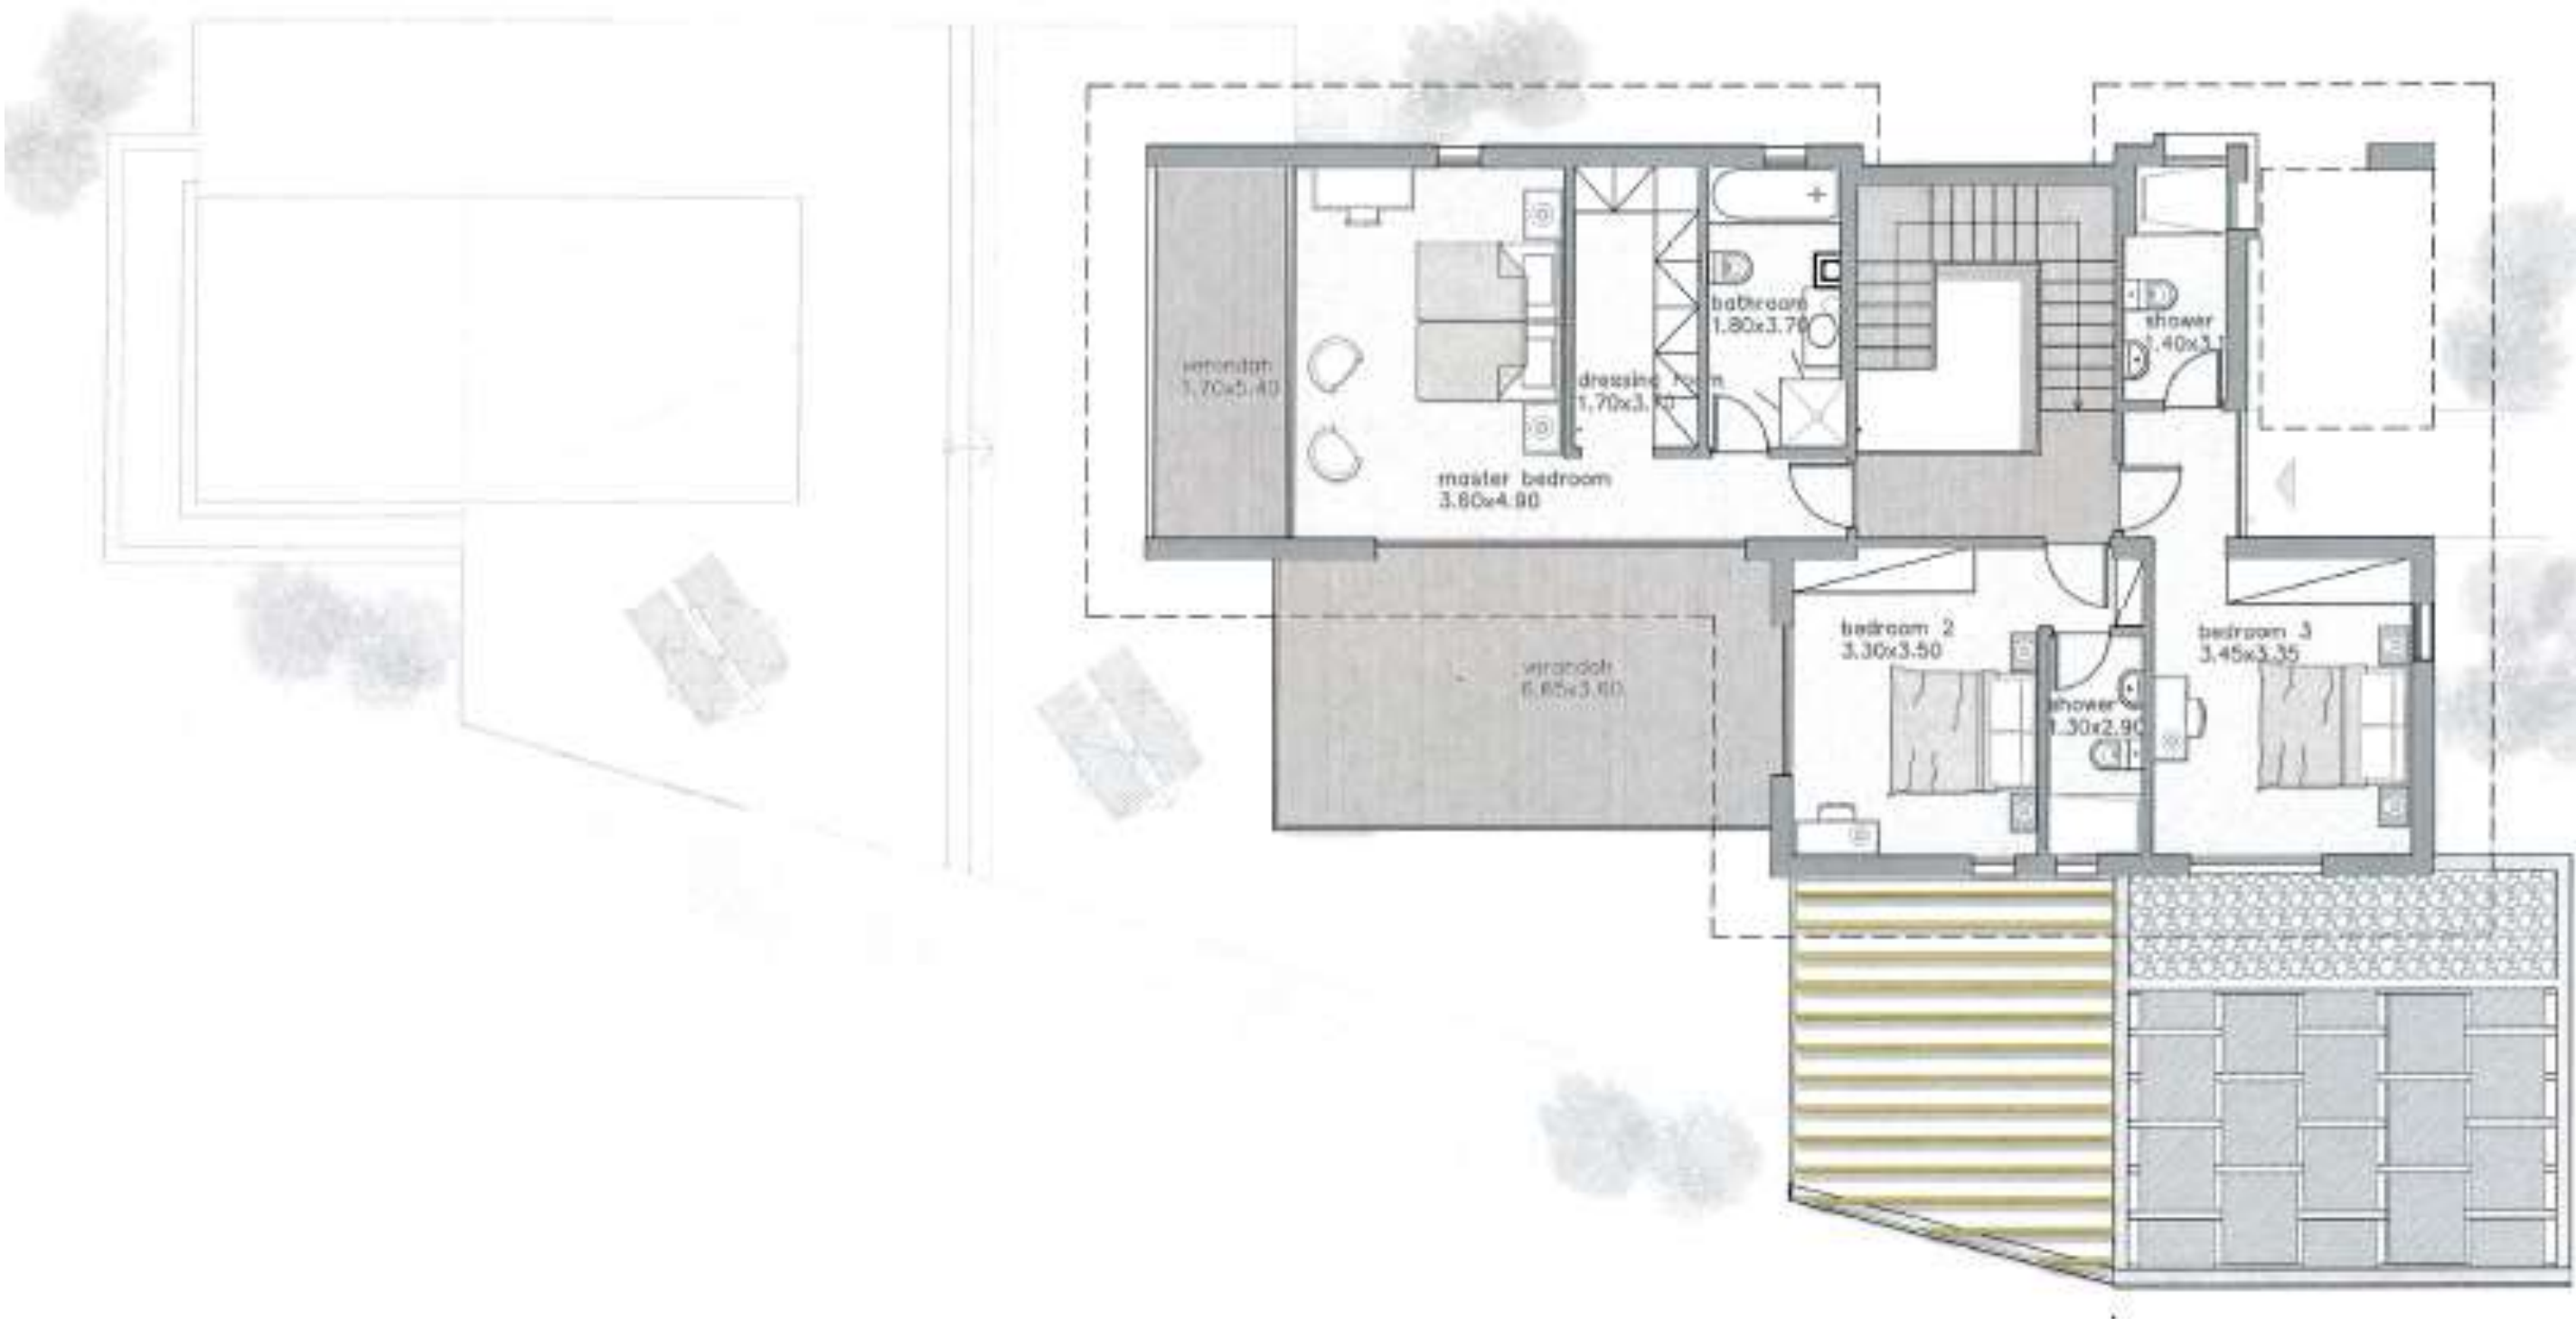 verandah
1.70x5.40
master bedroom
3.60x4.90
dressing room
bathroom
1.80x3.70
shower
verandah
6.65x3.60
bedroom 2
3.30x3.50
shower
1.30x2.90
bedroom 3
3.45x3.35